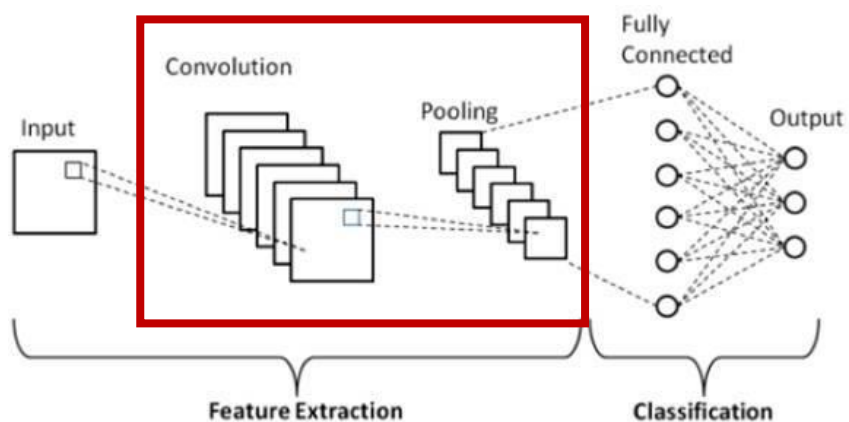 Input
Convolution
Pooling
Fully
Connected
Output
Feature Extraction
Classification